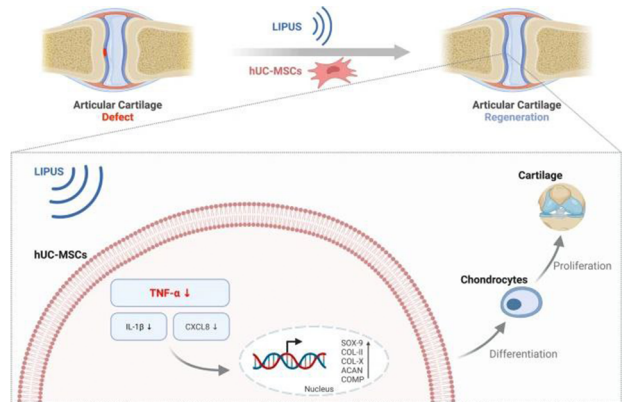 LIPUS
hUC-MSCs
Articular Cartilage
Defect
Articular Cartilage
Regeneration
LIPUS
hUC-MSCs
TNF-α ↓
IL-1β ↓
CXCL8 ↓
SOX-9
COL-II
COL-X
ACAN
COMP
Nucleus
Cartilage
Proliferation
Chondrocytes
Differentiation